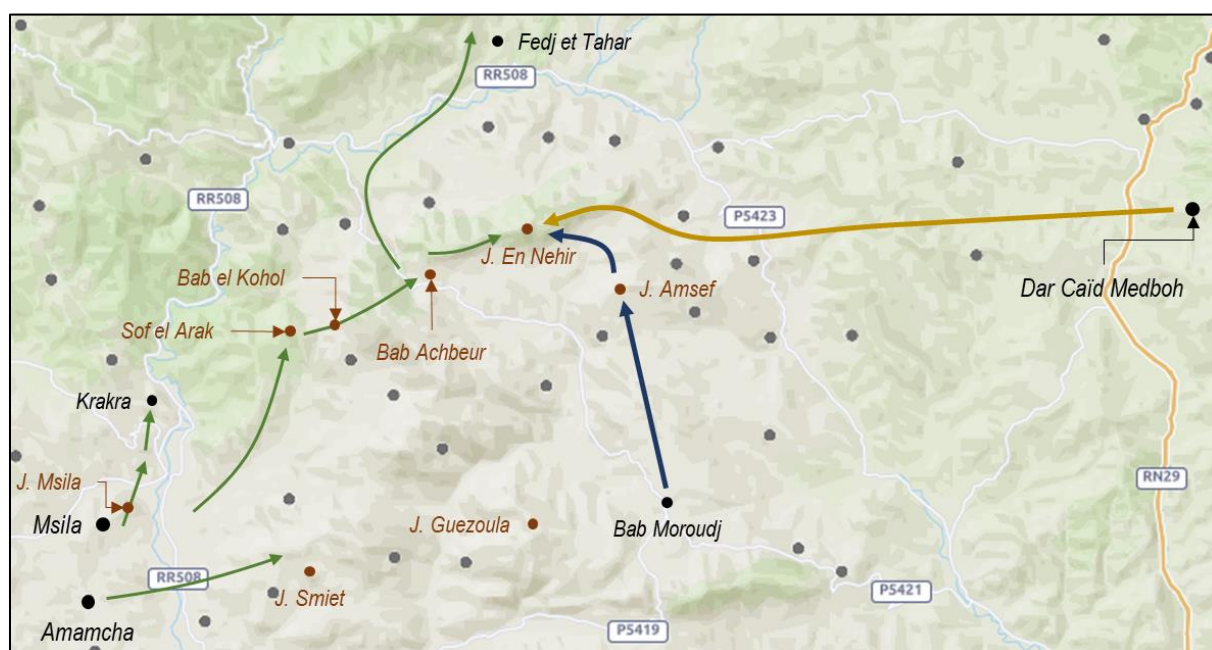 Fedj et Tahar
RR508
RR508
P5423
J. En Nehir
Bab el Kohol
J. Amsef
Dar Caïd Medboh
Sof el Arak
Bab Achbeur
Krakra
J. Msila
RN29
Msila
J. Guezoula
Bab Moroudj
RR508
J. Smiet
P5421
Amamcha
P5419